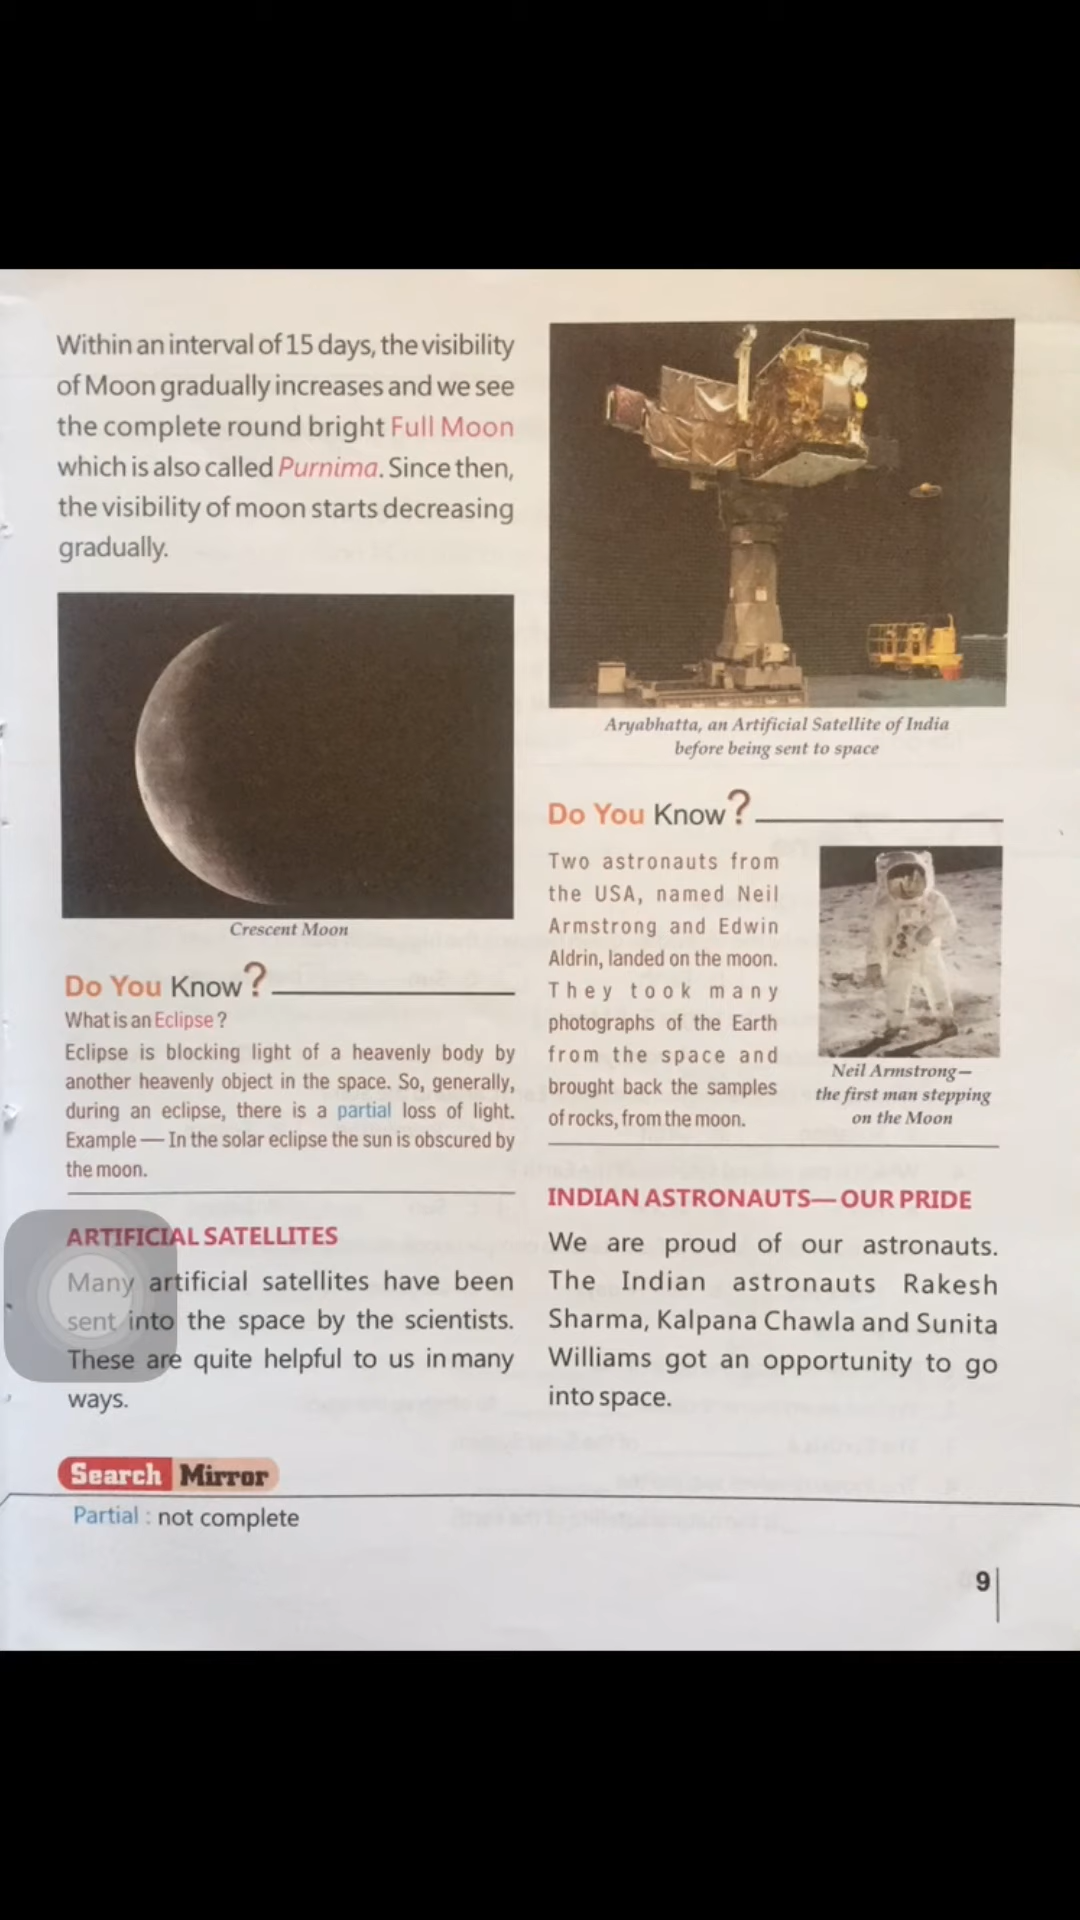 Within an interval of 15 days, the visibility
of Moon gradually increases and we see
the complete round bright Full Moon
which is also called Purnima. Since then,
the visibility of moon starts decreasing
gradually.
Crescent Moon
Do You Know?
What is an Eclipse?
Eclipse is blocking light of a heavenly body by
another heavenly object in the space. So, generally,
during an eclipse, there is a partial loss of light.
Example — In the solar eclipse the sun is obscured by
the moon.
ARTIFICIAL SATELLITES
Many artificial satellites have been
sent into the space by the scientists.
These are quite helpful to us in many
ways.
Aryabhatta, an Artificial Satellite of India
before being sent to space
Do You Know?
Two astronauts from
the USA, named Neil
Armstrong and Edwin
Aldrin, landed on the moon.
They took many
photographs of the Earth
from the space and
brought back the samples
of rocks, from the moon.
Neil Armstrong—
the first man stepping
on the Moon
INDIAN ASTRONAUTS— OUR PRIDE
We are proud of our astronauts.
The Indian astronauts Rakesh
Sharma, Kalpana Chawla and Sunita
Williams got an opportunity to go
into space.
Search Mirror
Partial : not complete
9